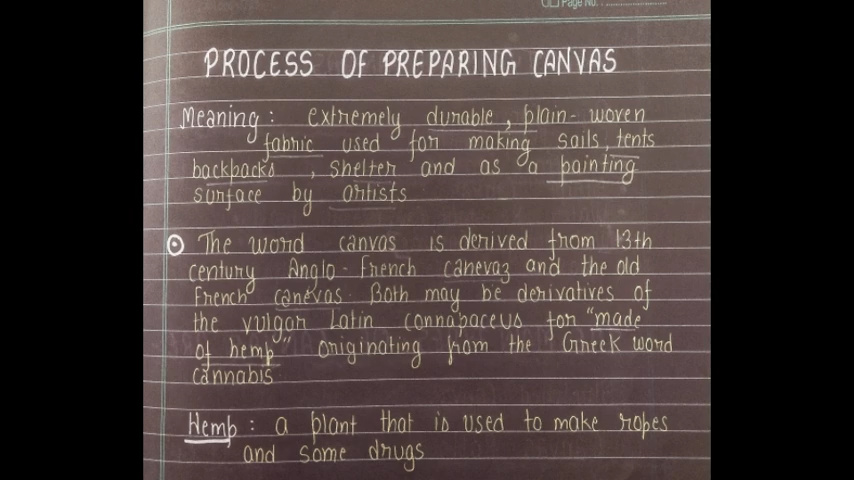 Page No.
PROCESS OF PREPARING CANVAS
Meaning : extremely durable, plain-woven
fabric used for making sails, tents
backpacks , shelter and as a painting
surface by artists
The word canvas is derived from 13th
century Anglo-French canevaz and the old
French canevas. Both may be derivatives of
the vulgar Latin connapaceus for "made
of hemp" originating from the Greek word
cannabis
Hemp : a plant that is used to make ropes
and some drugs